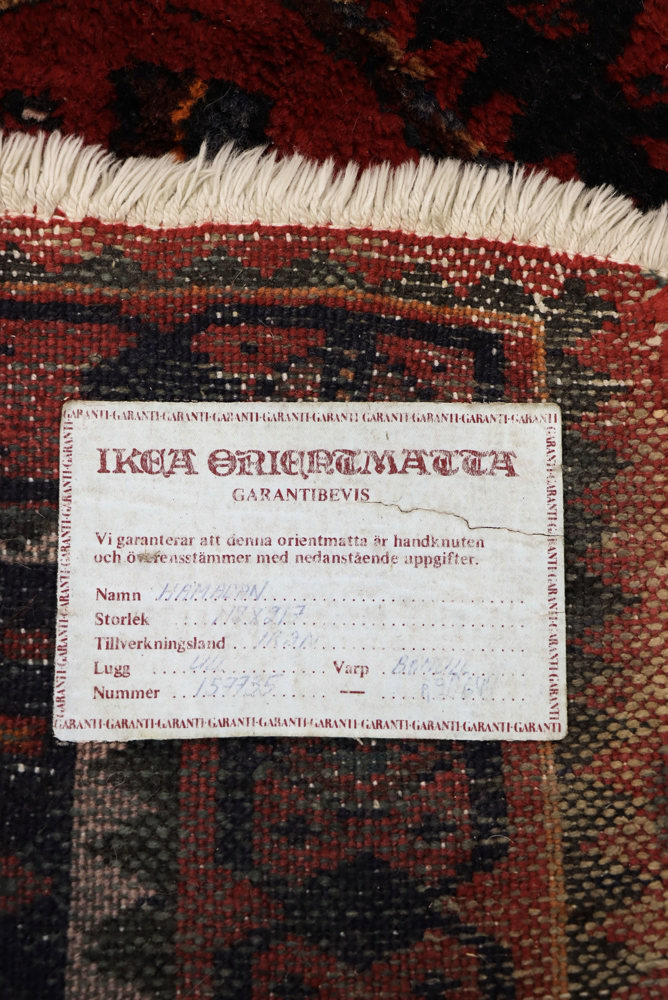 GARANTI-GARANTI-GARANTI-GARANTI-GARANTI-GARANTI GARANTI-GARANTI-GARANTI-GARANTI
IKEA ORIENTMATTA
GARANTIBEVIS
Vi garanterar att denna orientmatta är handknuten
och överensstämmer med nedanstående uppgifter.
Namn HAMADAN
Storlek 217
Tillverkningsland IRAN
Lugg ULL Varp BOMULL
Nummer 157735 —
GARANTI-GARANTI-GARANTI-GARANTI-GARANTI-GARANTI-GARANTI-GARANTI-GARANTI-GARANTI